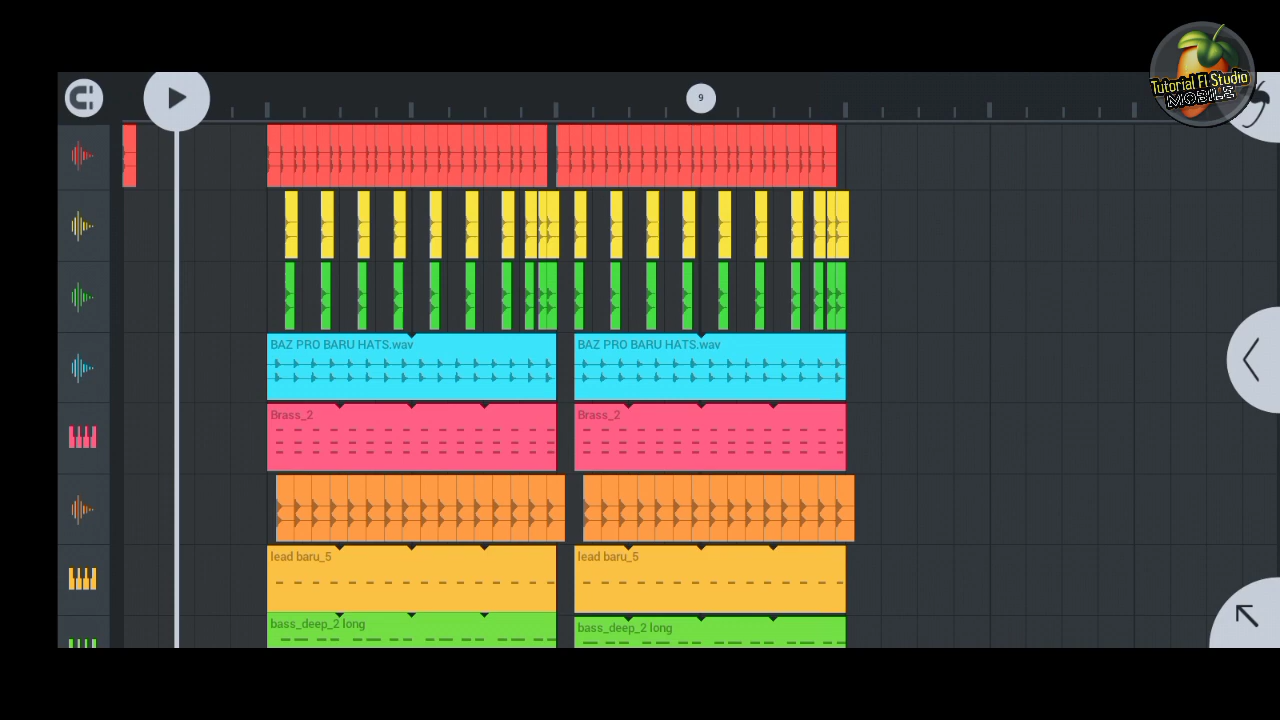 Tutorial Fl Studio
MOBILE
9
BAZ PRO BARU HATS.wav
BAZ PRO BARU HATS.wav
Brass_2
Brass_2
lead baru_5
lead baru_5
bass_deep_2 long
bass_deep_2 long